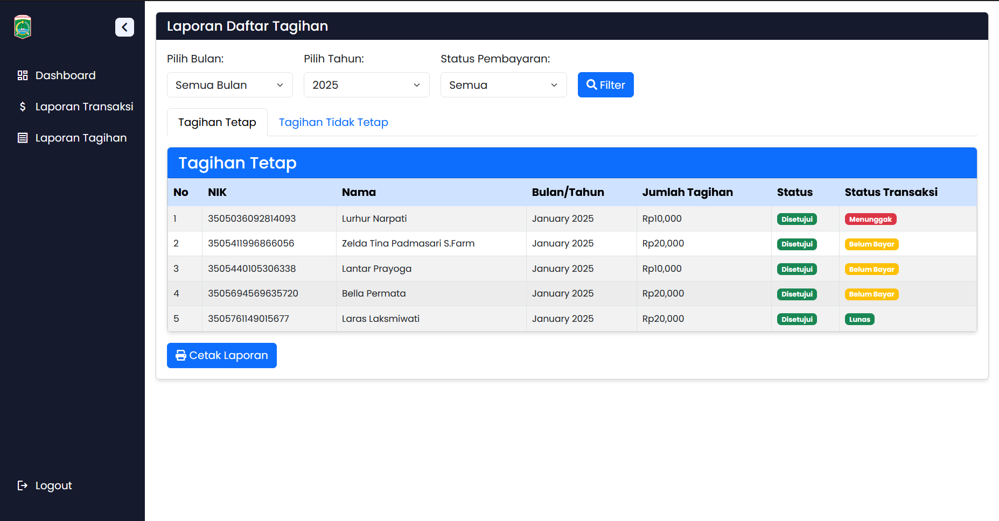 Dashboard
Laporan Transaksi
Laporan Tagihan
Logout
Laporan Daftar Tagihan
Pilih Bulan: Pilih Tahun: Status Pembayaran:
Semua Bulan 2025 Semua Filter
Tagihan Tetap Tagihan Tidak Tetap
Tagihan Tetap
No NIK Nama Bulan/Tahun Jumlah Tagihan Status Status Transaksi
1 3505036092814093 Lurhur Narpati January 2025 Rp10,000 Disetujui Menunggak
2 3505411996866056 Zelda Tina Padmasari S.Farm January 2025 Rp20,000 Disetujui Belum Bayar
3 3505440105306338 Lantar Prayoga January 2025 Rp10,000 Disetujui Belum Bayar
4 3505694569635720 Bella Permata January 2025 Rp20,000 Disetujui Belum Bayar
5 3505761149015677 Laras Laksmiwati January 2025 Rp20,000 Disetujui Lunas
Cetak Laporan